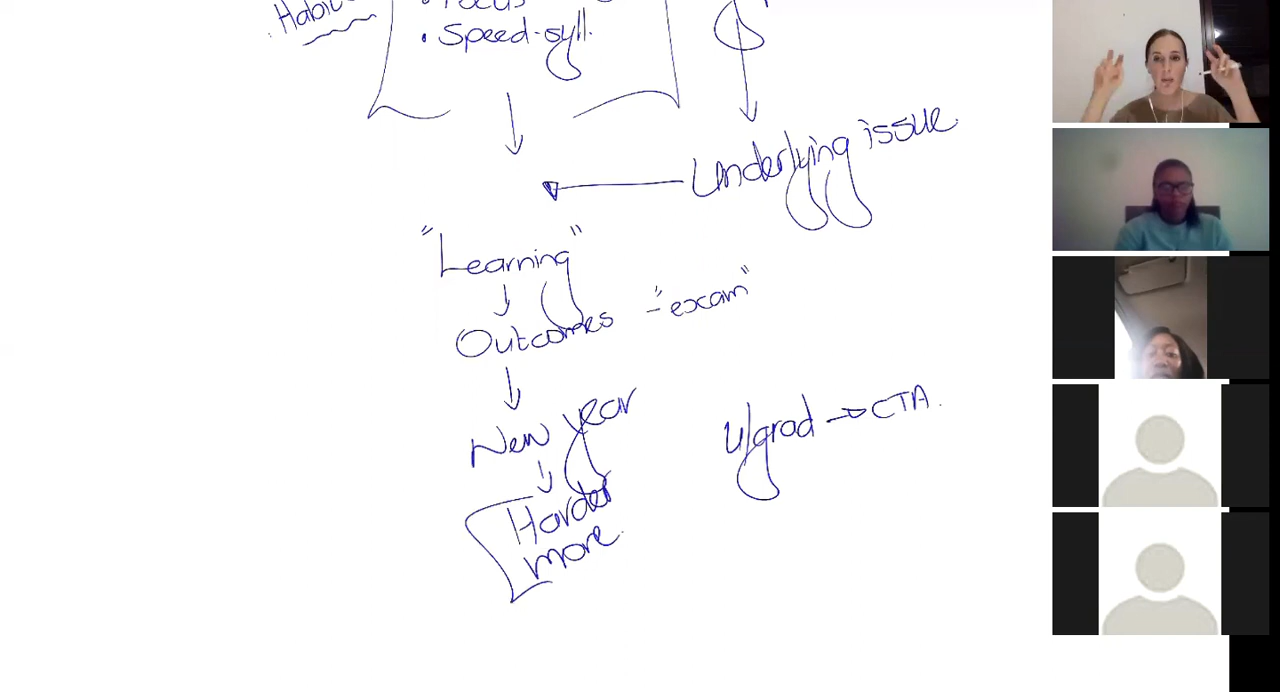 Habit
• Focus
• Speed-syll.
Underlying issue.
"Learning"
Outcomes - "exam"
New year
u/grad → CTA.
Harder
more.